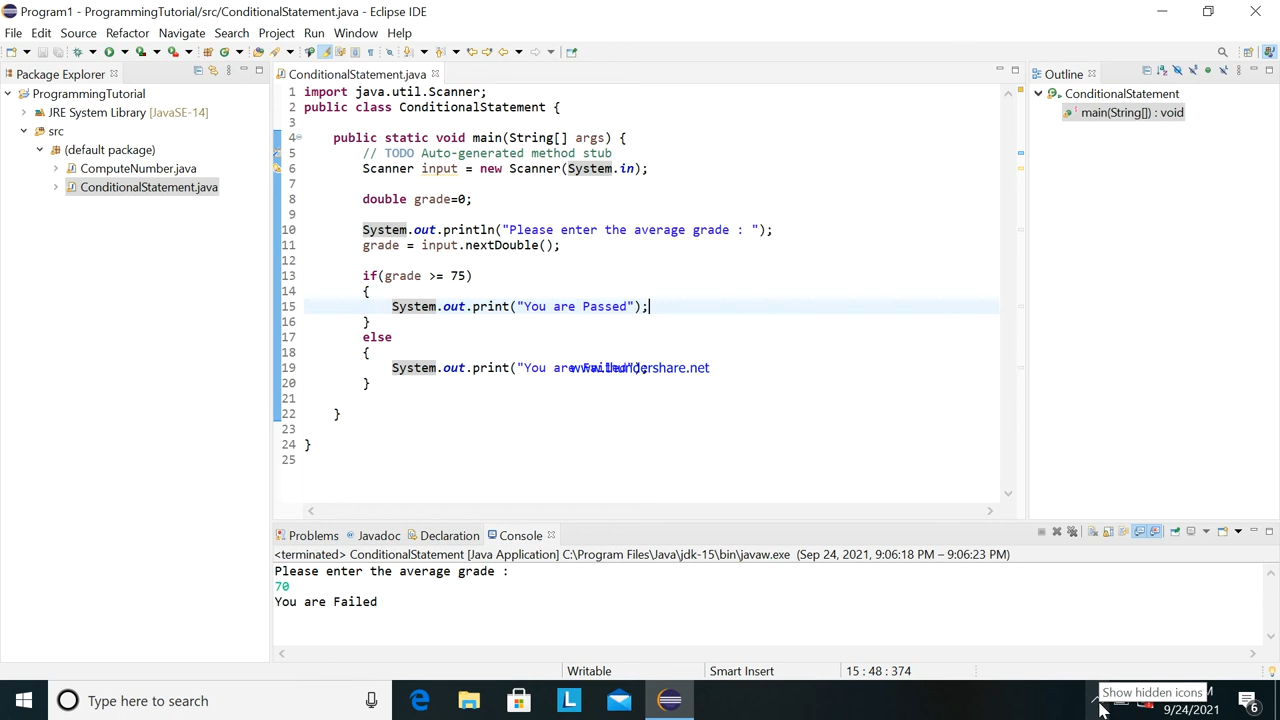 Program1 - ProgrammingTutorial/src/ConditionalStatement.java - Eclipse IDE
File Edit Source Refactor Navigate Search Project Run Window Help
Package Explorer
ProgrammingTutorial
JRE System Library [JavaSE-14]
src
(default package)
ComputeNumber.java
ConditionalStatement.java
ConditionalStatement.java
1 import java.util.Scanner;
2 public class ConditionalStatement {
3
4 public static void main(String[] args) {
5 // TODO Auto-generated method stub
6 Scanner input = new Scanner(System.in);
7
8 double grade=0;
9
10 System.out.println("Please enter the average grade : ");
11 grade = input.nextDouble();
12
13 if(grade >= 75)
14 {
15 System.out.print("You are Passed");
16 }
17 else
18 {
19 System.out.print("You are
www.thundershare.net
20 }
21
22 }
23
24 }
25
Outline
ConditionalStatement
main(String[]) : void
Problems Javadoc Declaration Console
<terminated> ConditionalStatement [Java Application] C:\Program Files\Java\jdk-15\bin\javaw.exe (Sep 24, 2021, 9:06:18 PM – 9:06:23 PM)
Please enter the average grade :
70
You are Failed
Writable Smart Insert 15 : 48 : 374
Type here to search
Show hidden icons
9/24/2021
6